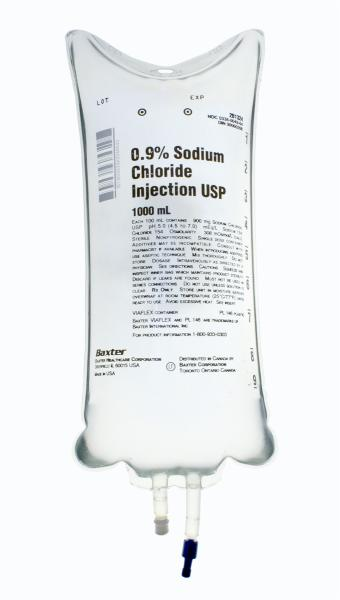 LOT
EXP
2B1324
NDC 0338-0049-04
DIN 00060208
0.9% Sodium
Chloride
Injection USP
1000 mL
EACH 100 mL CONTAINS 900 mg SODIUM CHLORIDE
USP pH 5.0 (4.5 TO 7.0) mEq/L SODIUM 154
CHLORIDE 154 OSMOLARITY 308 mOsmol/L
STERILE NONPYROGENIC SINGLE DOSE CONTAINER
ADDITIVES MAY BE INCOMPATIBLE CONSULT WITH
PHARMACIST IF AVAILABLE WHEN INTRODUCING ADDITIVES
USE ASEPTIC TECHNIQUE MIX THOROUGHLY DO NOT
STORE DOSAGE INTRAVENOUSLY AS DIRECTED BY
PHYSICIAN SEE DIRECTIONS CAUTIONS SQUEEZE AND
INSPECT INNER BAG WHICH MAINTAINS PRODUCT STERILITY
DISCARD IF LEAKS ARE FOUND MUST NOT BE USED IN
SERIES CONNECTIONS DO NOT USE UNLESS SOLUTION IS
CLEAR RX ONLY STORE UNIT IN MOISTURE BARRIER
OVERWRAP AT ROOM TEMPERATURE (25°C/77°F) UNTIL
READY TO USE AVOID EXCESSIVE HEAT SEE INSERT
VIAFLEX CONTAINER PL 146 PLASTIC
BAXTER VIAFLEX AND PL 146 ARE TRADEMARKS OF
BAXTER INTERNATIONAL INC
FOR PRODUCT INFORMATION 1-800-933-0303
Baxter
BAXTER HEALTHCARE CORPORATION
DEERFIELD IL 60015 USA
MADE IN USA
DISTRIBUTED IN CANADA BY
BAXTER CORPORATION
TORONTO ONTARIO CANADA